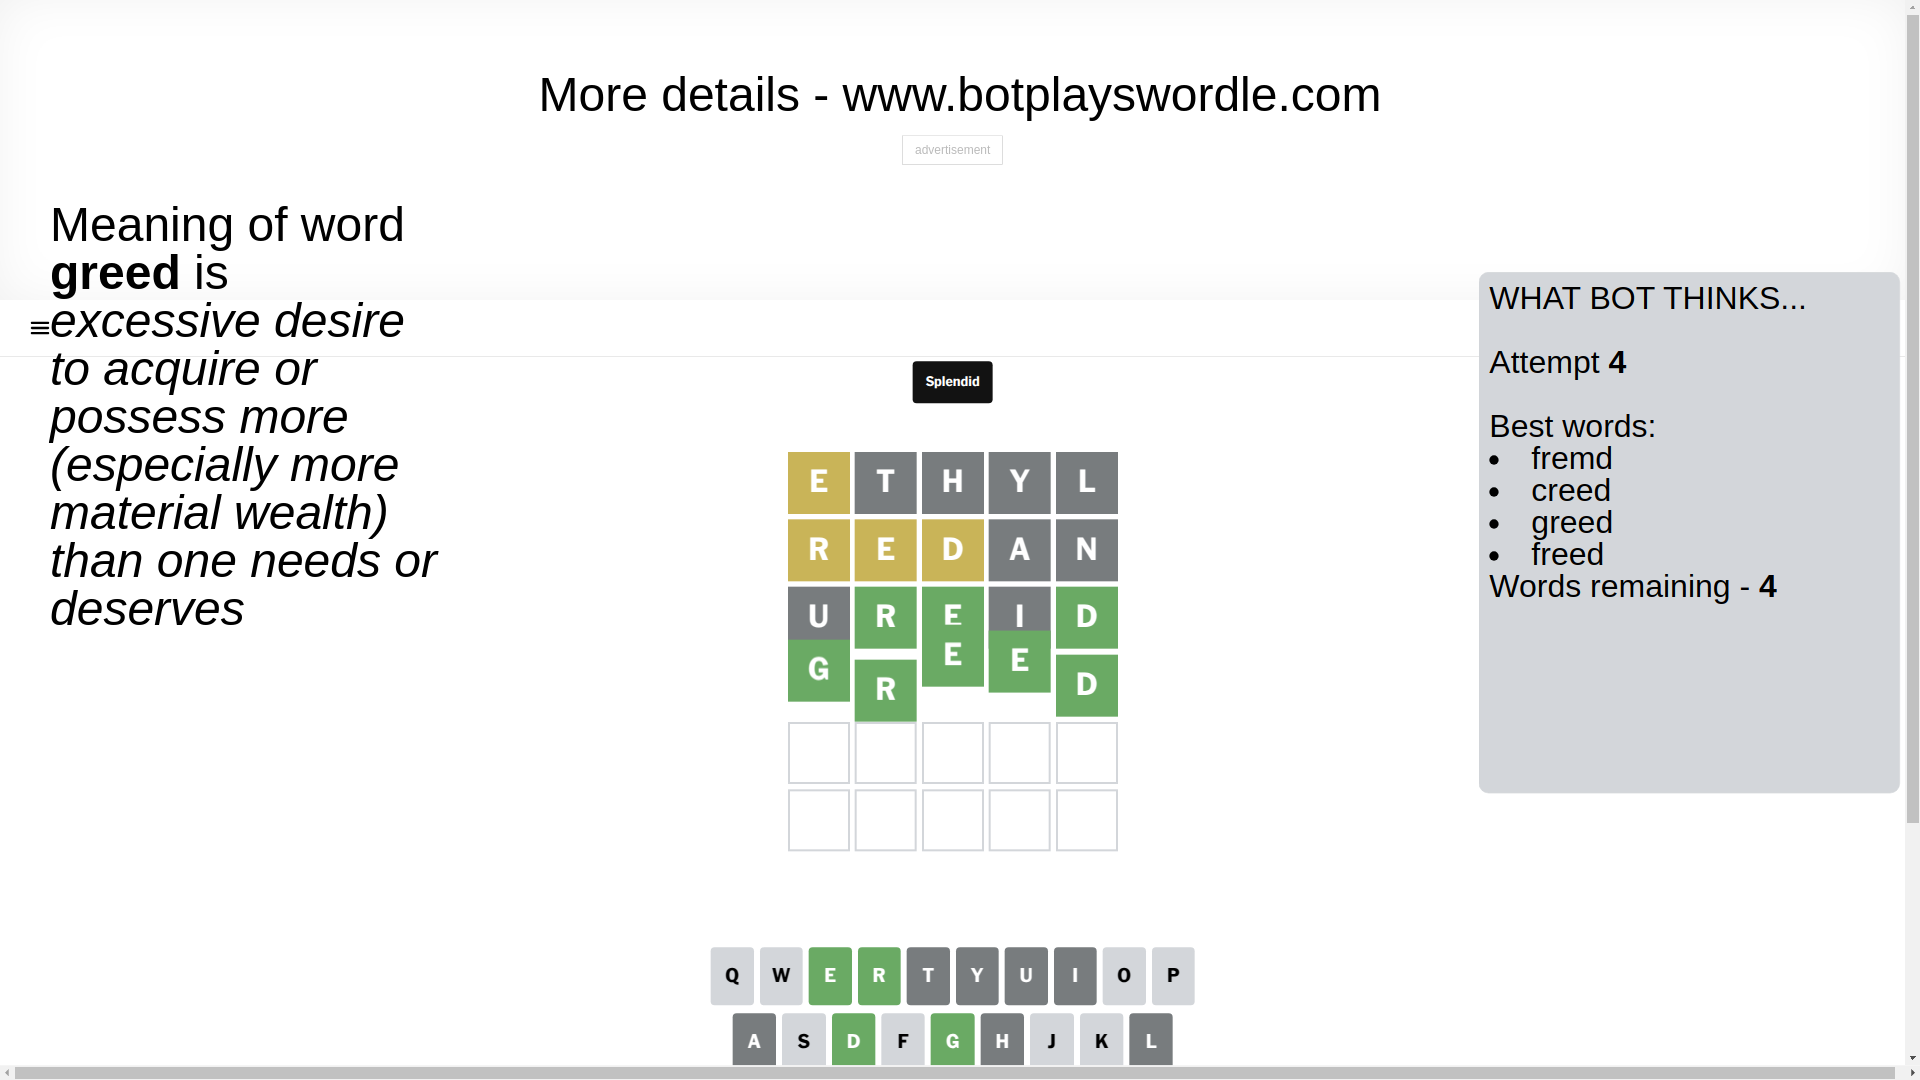 More details - www.botplayswordle.com
advertisement
Meaning of word
greed is
excessive desire
to acquire or
possess more
(especially more
material wealth)
than one needs or
deserves
WHAT BOT THINKS...
Attempt 4
Best words:
• fremd
• creed
• greed
• freed
Words remaining - 4
Splendid
E T H Y L
R E D A N
U R E I D
G R E E D
Q W E R T Y U I O P
A S D F G H J K L